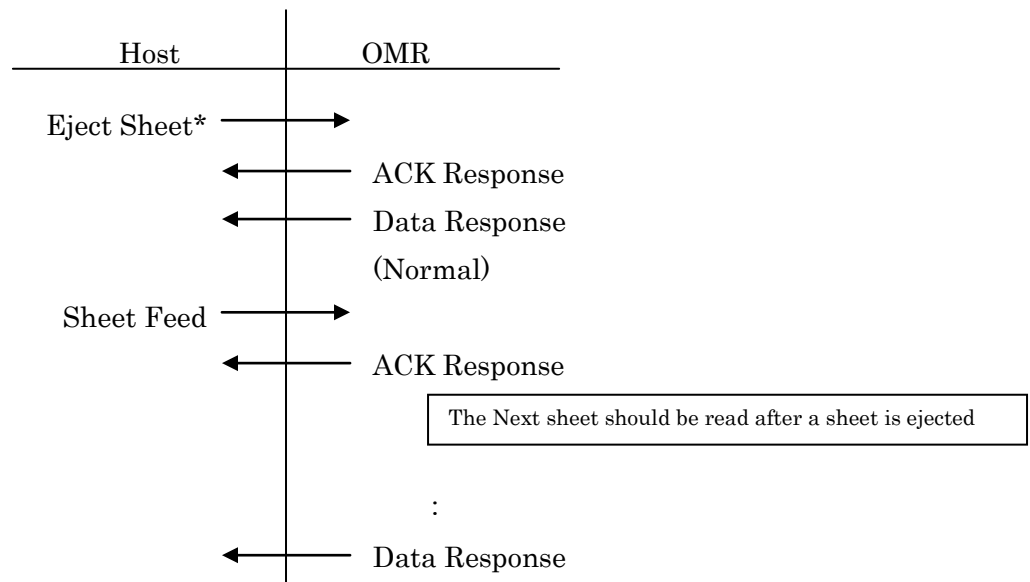 Host OMR
Eject Sheet*
ACK Response
Data Response
(Normal)
Sheet Feed
ACK Response
The Next sheet should be read after a sheet is ejected
:
Data Response